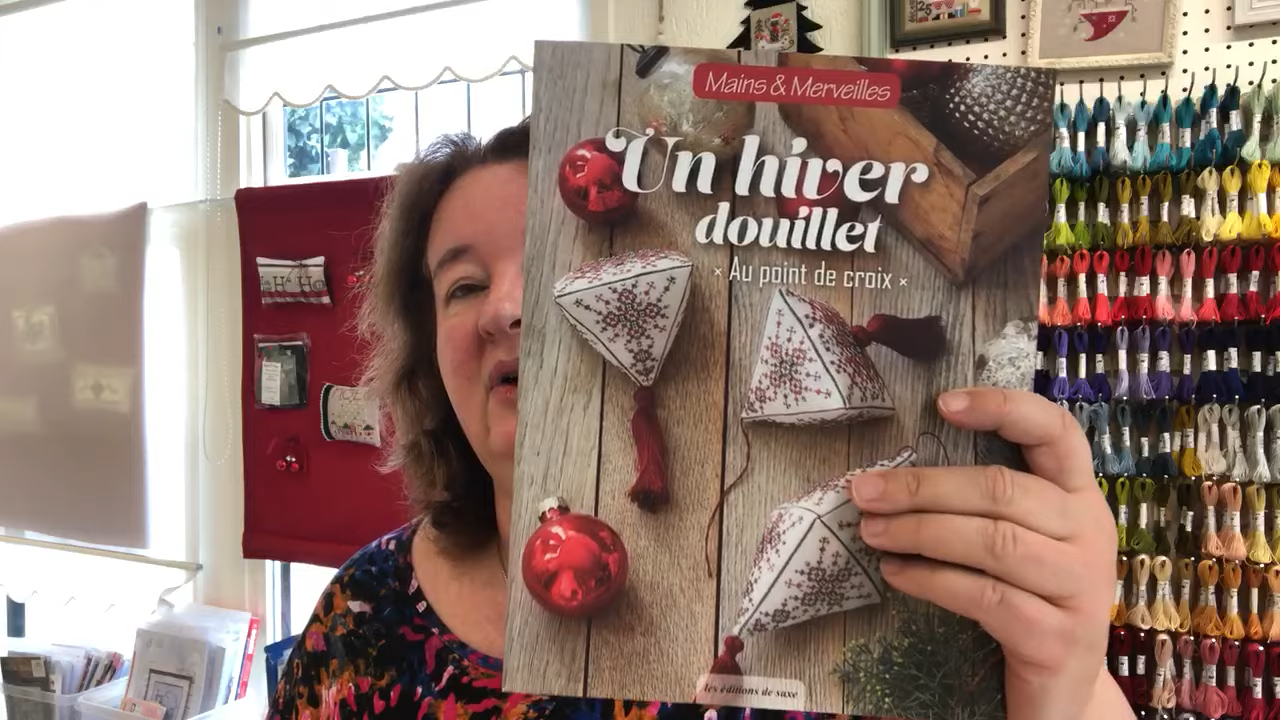 Mains & Merveilles
Un hiver
douillet
× Au point de croix ×
les éditions de saxe